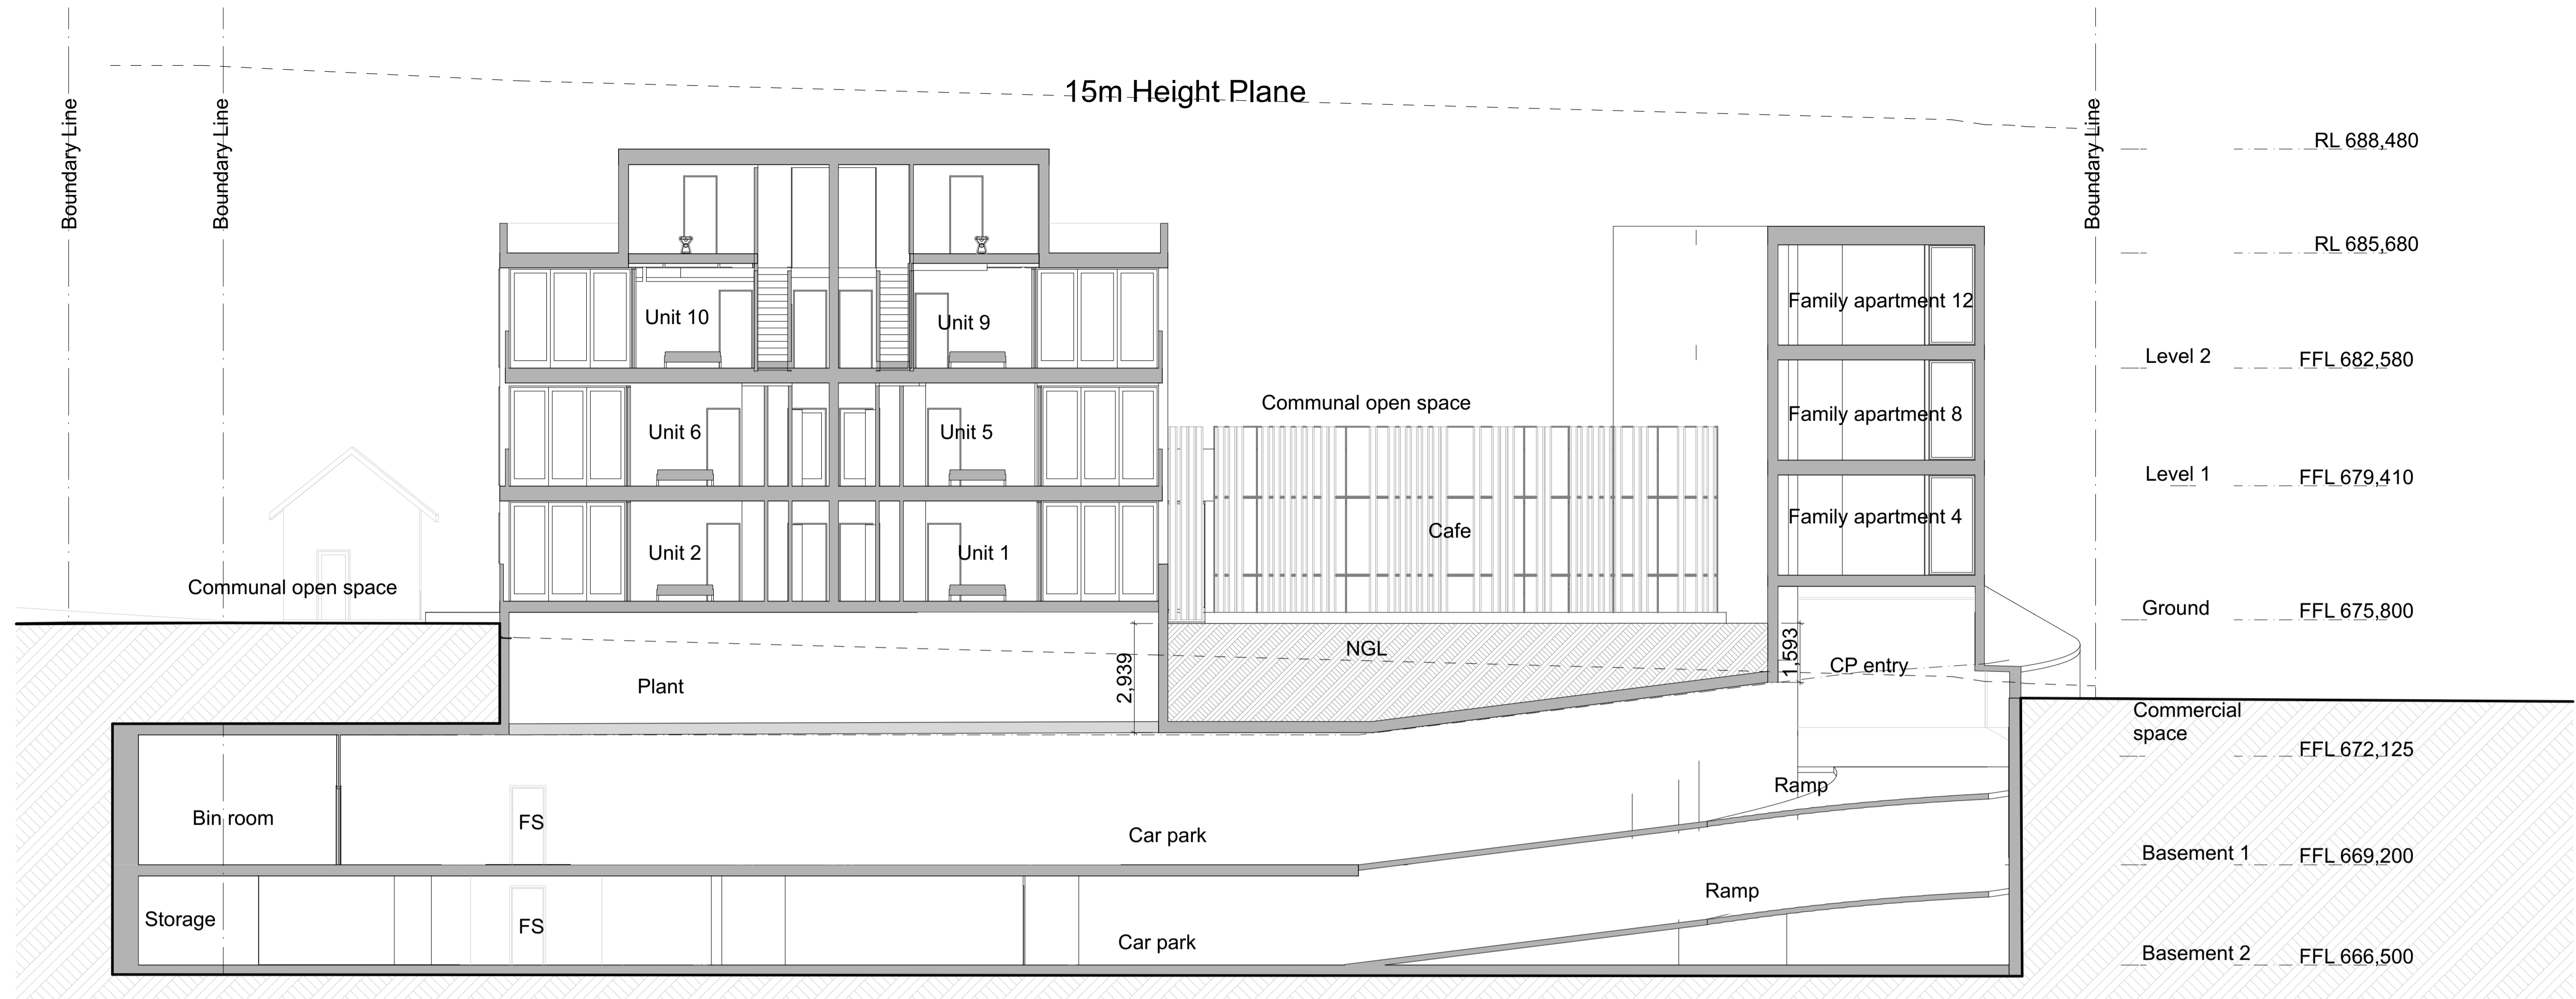 15m Height Plane
Boundary Line
Boundary Line
Boundary Line
RL 688,480
RL 685,680
Unit 10
Unit 9
Family apartment 12
Level 2
FFL 682,580
Communal open space
Unit 6
Unit 5
Family apartment 8
Level 1
FFL 679,410
Unit 2
Unit 1
Cafe
Family apartment 4
Communal open space
Ground
FFL 675,800
Plant
2,939
NGL
1,593
CP entry
Commercial
space
FFL 672,125
Bin room
FS
Car park
Ramp
Basement 1
FFL 669,200
Storage
FS
Car park
Ramp
Basement 2
FFL 666,500